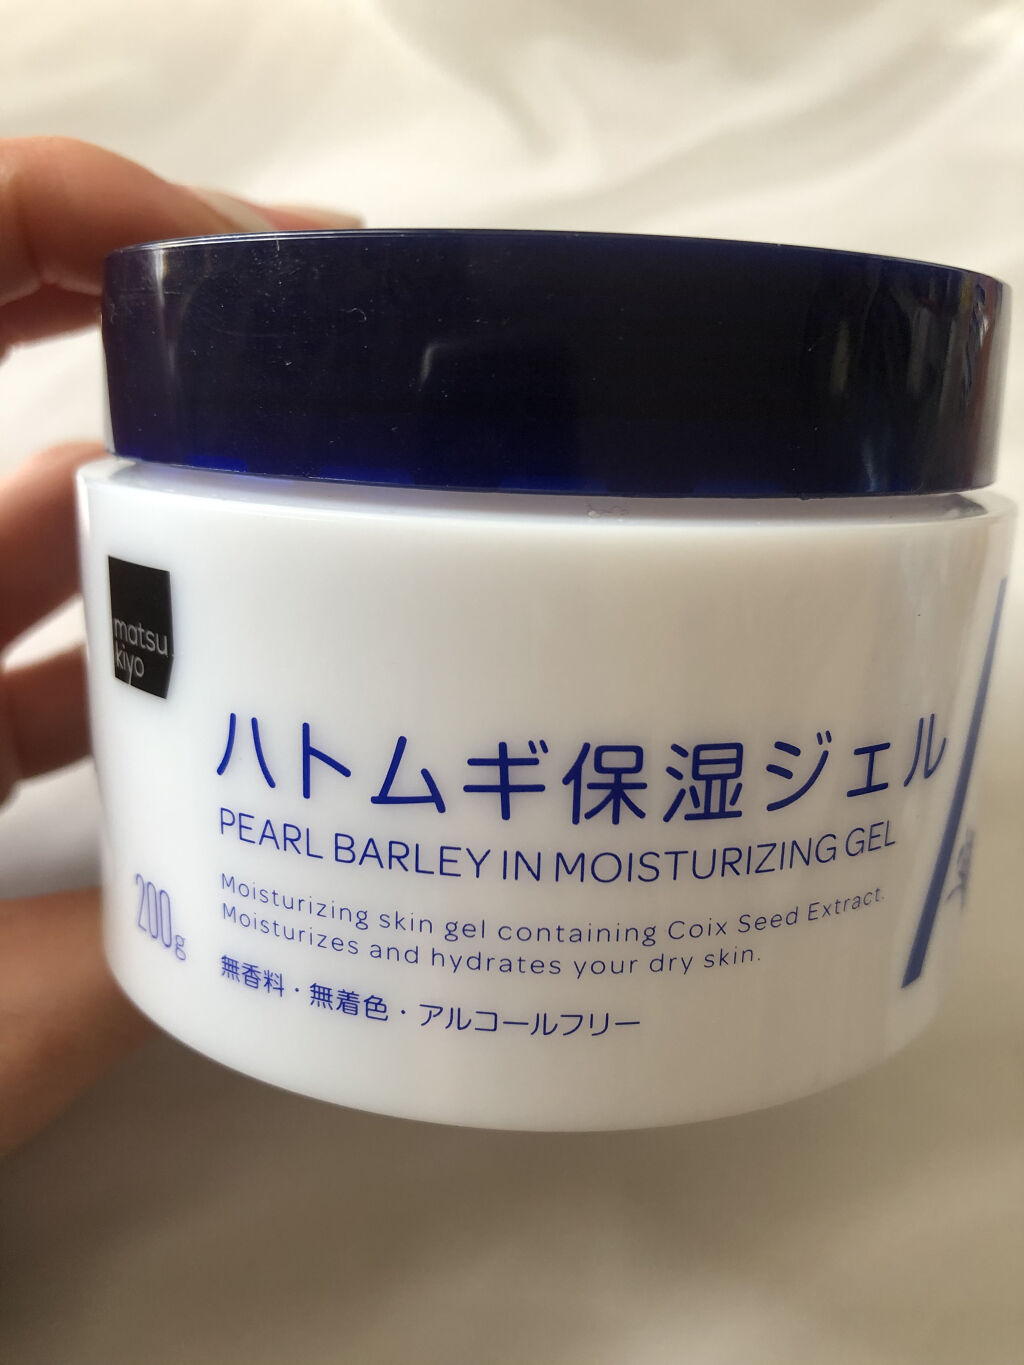 matsu
kiyo
ハトムギ保湿ジェル
PEARL BARLEY IN MOISTURIZING GEL
Moisturizing skin gel containing Coix Seed Extract.
Moisturizes and hydrates your dry skin.
200g
無香料・無着色・アルコールフリー